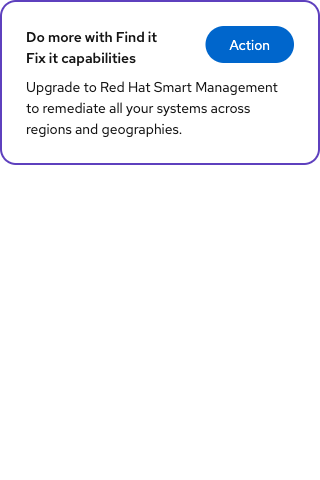 Do more with Find it
Fix it capabilities
Action
Upgrade to Red Hat Smart Management
to remediate all your systems across
regions and geographies.